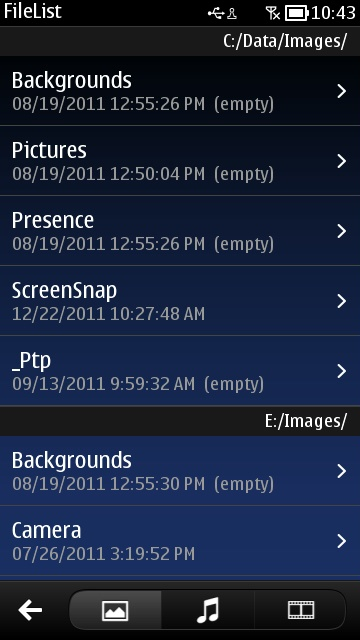 FileList 10:43
C:/Data/Images/
Backgrounds
08/19/2011 12:55:26 PM (empty)
Pictures
08/19/2011 12:50:04 PM (empty)
Presence
08/19/2011 12:55:26 PM (empty)
ScreenSnap
12/22/2011 10:27:48 AM
_Ptp
09/13/2011 9:59:32 AM (empty)
E:/Images/
Backgrounds
08/19/2011 12:55:30 PM (empty)
Camera
07/26/2011 3:19:52 PM